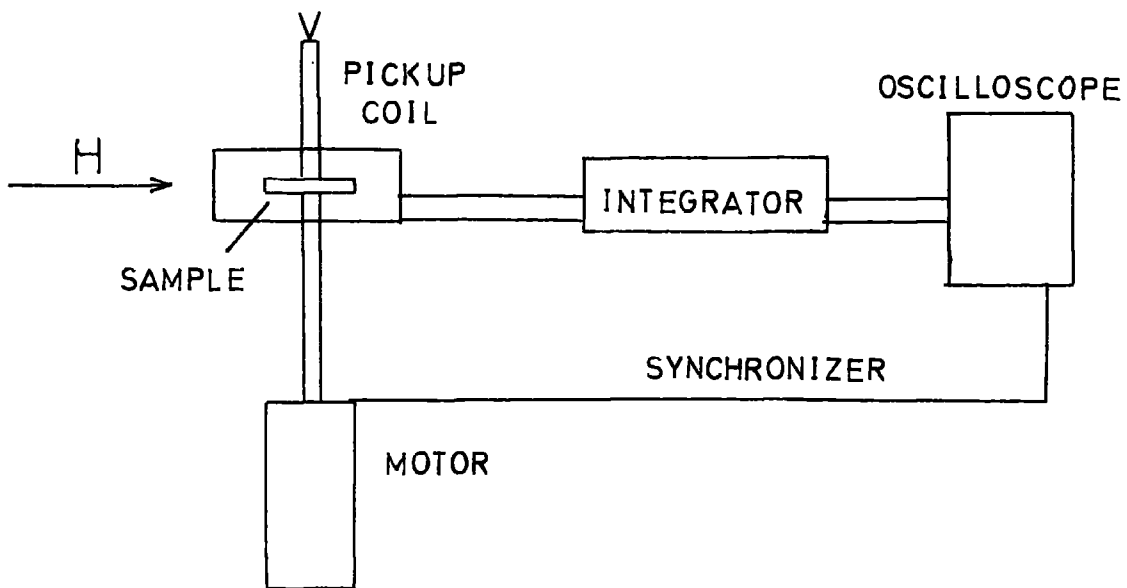 PICKUP
COIL
OSCILLOSCOPE
H
INTEGRATOR
SAMPLE
SYNCHRONIZER
MOTOR